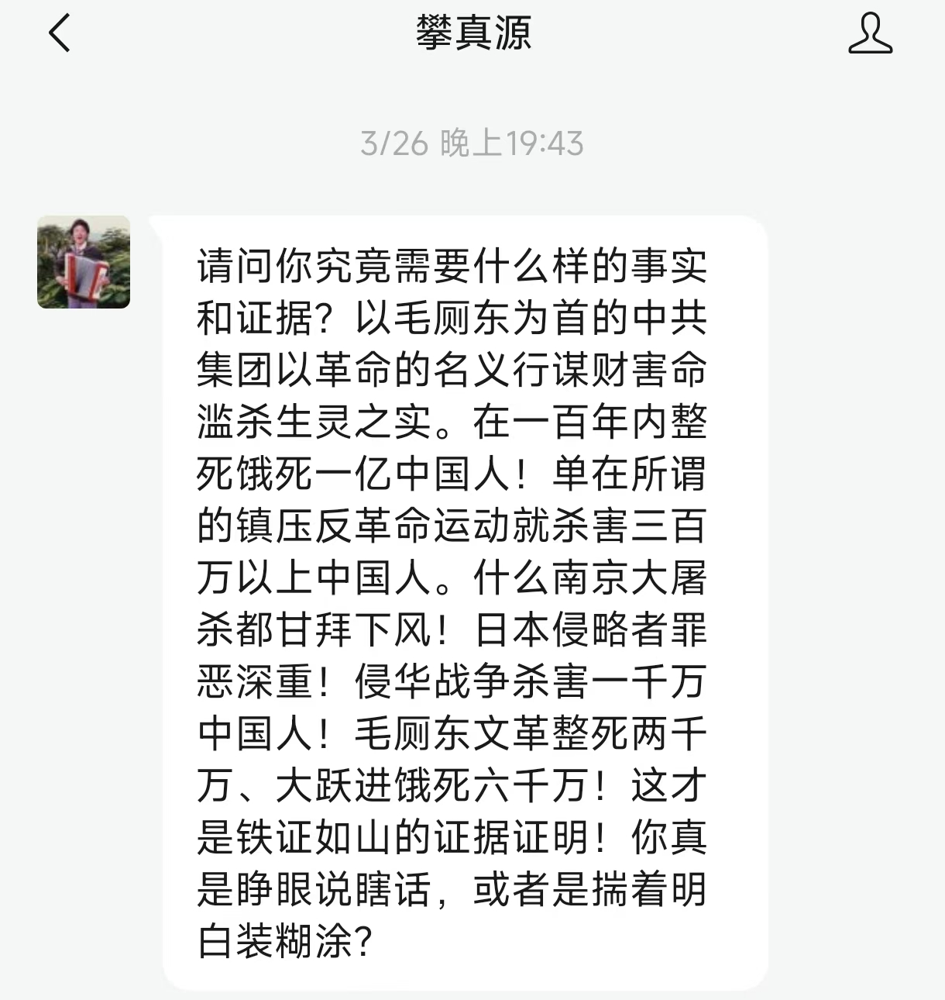 攀真源
3/26 晚上19:43
请问你究竟需要什么样的事实
和证据？以毛厕东为首的中共
集团以革命的名义行谋财害命
滥杀生灵之实。在一百年内整
死饿死一亿中国人！单在所谓
的镇压反革命运动就杀害三百
万以上中国人。什么南京大屠
杀都甘拜下风！日本侵略者罪
恶深重！侵华战争杀害一千万
中国人！毛厕东文革整死两千
万、大跃进饿死六千万！这才
是铁证如山的证据证明！你真
是睁眼说瞎话，或者是揣着明
白装糊涂？